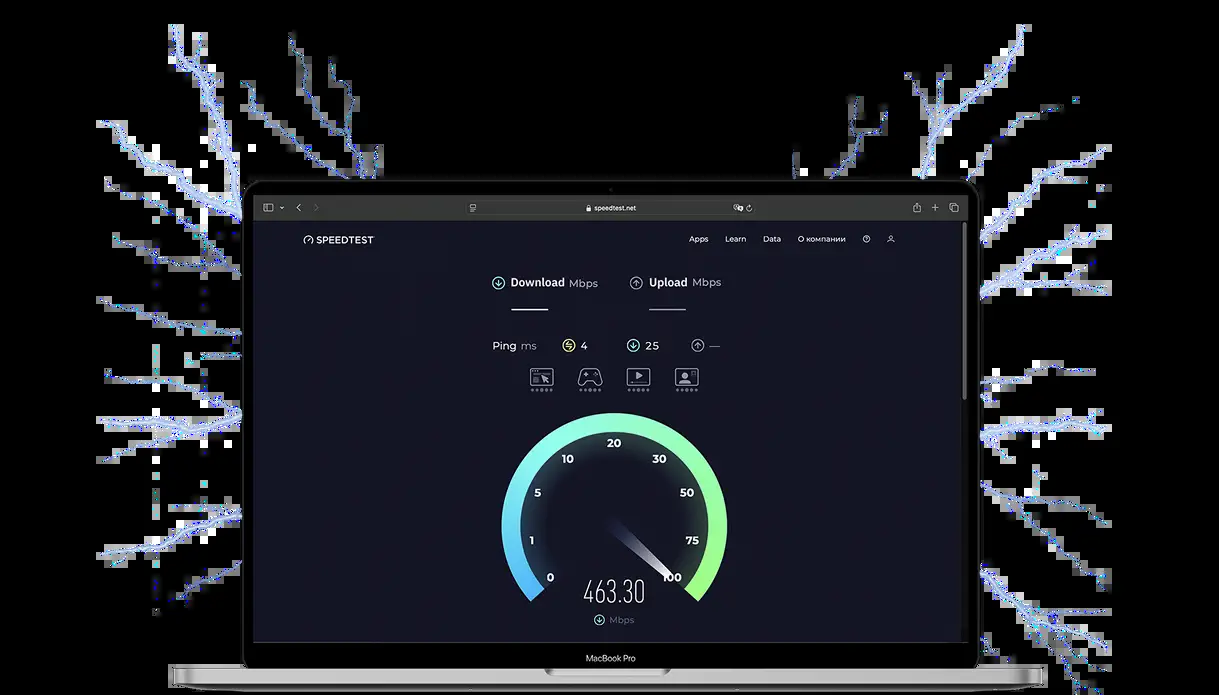 speedtest.net
SPEEDTEST
Apps Learn Data О компании
Download Mbps Upload Mbps
Ping ms 4 25 —
20
10 30
5 50
1 75
0 100
463.30
Mbps
MacBook Pro